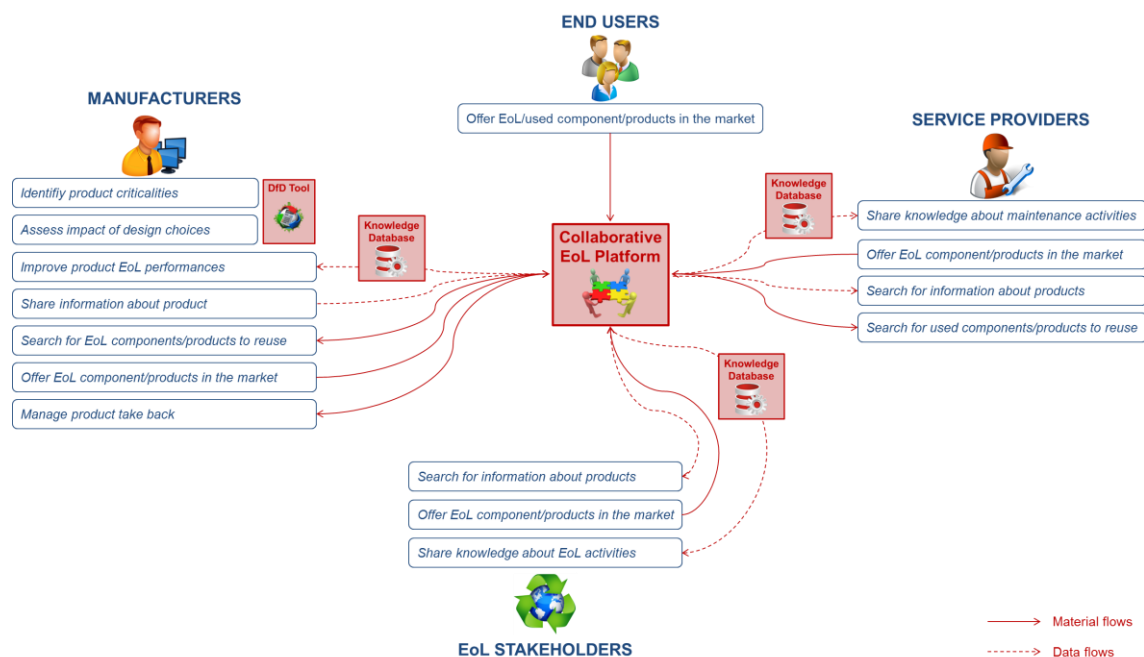 END USERS
Offer EoL/used component/products in the market
MANUFACTURERS
Identifiy product criticalities
Assess impact of design choices
DfD Tool
Improve product EoL performances
Share information about product
Search for EoL components/products to reuse
Offer EoL component/products in the market
Manage product take back
Knowledge
Database
Collaborative
EoL Platform
SERVICE PROVIDERS
Knowledge
Database
Share knowledge about maintenance activities
Offer EoL component/products in the market
Search for information about products
Search for used components/products to reuse
Knowledge
Database
Search for information about products
Offer EoL component/products in the market
Share knowledge about EoL activities
EoL STAKEHOLDERS
Material flows
Data flows